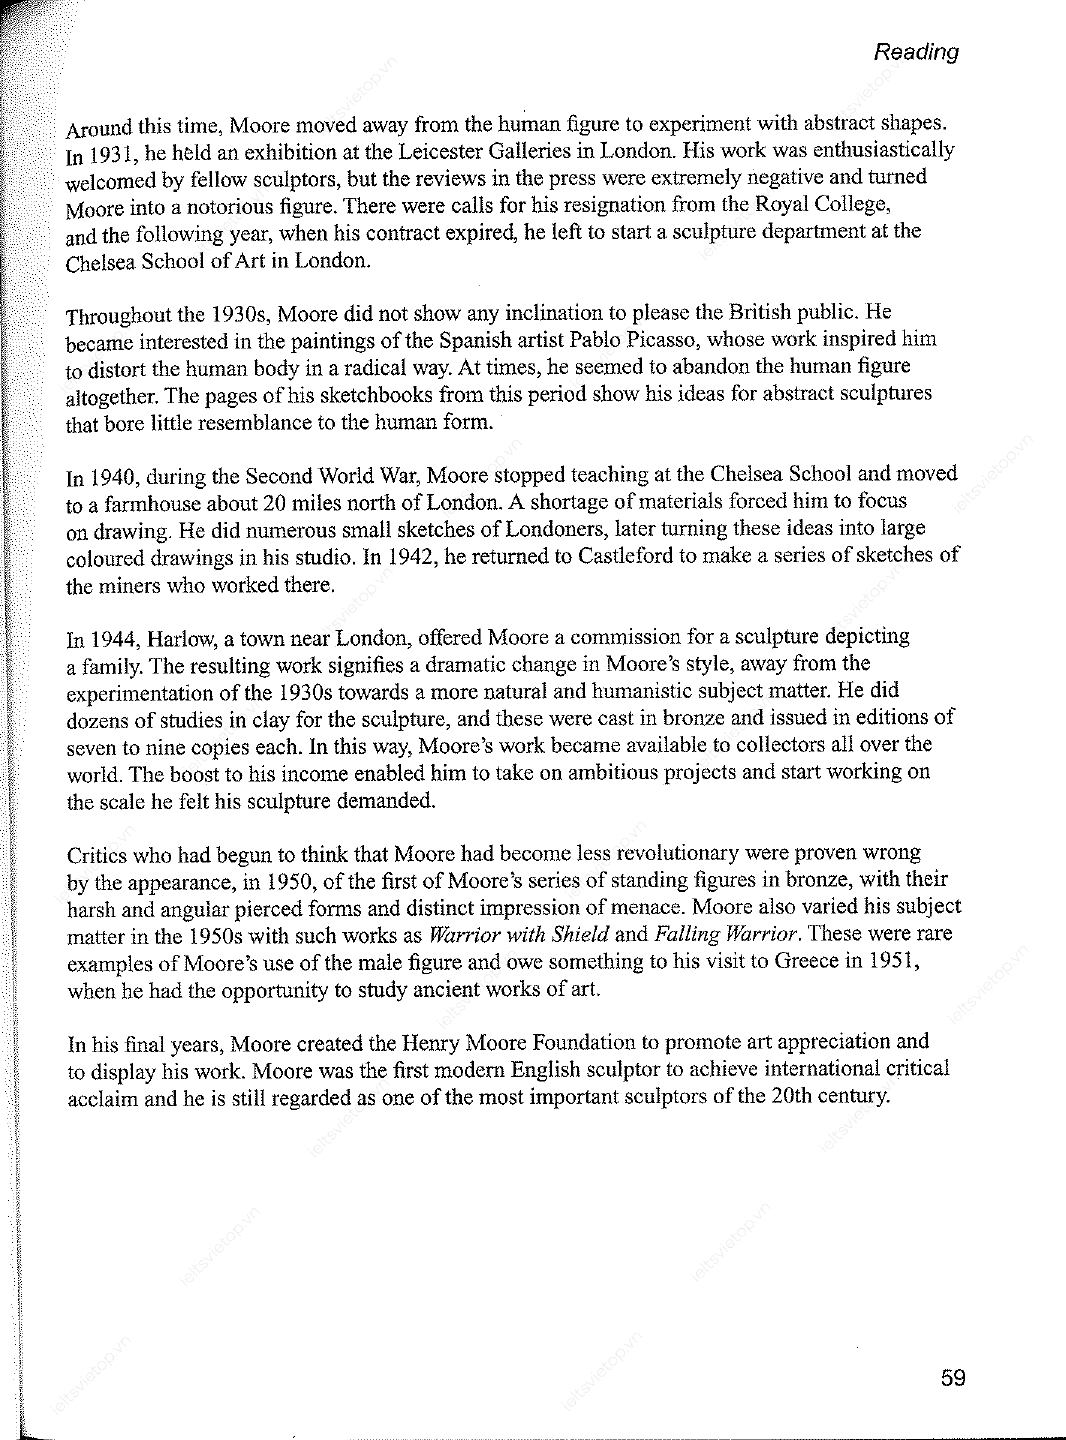 Reading
Around this time, Moore moved away from the human figure to experiment with abstract shapes.
In 1931, he held an exhibition at the Leicester Galleries in London. His work was enthusiastically
welcomed by fellow sculptors, but the reviews in the press were extremely negative and turned
Moore into a notorious figure. There were calls for his resignation from the Royal College,
and the following year, when his contract expired, he left to start a sculpture department at the
Chelsea School of Art in London.
Throughout the 1930s, Moore did not show any inclination to please the British public. He
became interested in the paintings of the Spanish artist Pablo Picasso, whose work inspired him
to distort the human body in a radical way. At times, he seemed to abandon the human figure
altogether. The pages of his sketchbooks from this period show his ideas for abstract sculptures
that bore little resemblance to the human form.
In 1940, during the Second World War, Moore stopped teaching at the Chelsea School and moved
to a farmhouse about 20 miles north of London. A shortage of materials forced him to focus
on drawing. He did numerous small sketches of Londoners, later turning these ideas into large
coloured drawings in his studio. In 1942, he returned to Castleford to make a series of sketches of
the miners who worked there.
In 1944, Harlow, a town near London, offered Moore a commission for a sculpture depicting
a family. The resulting work signifies a dramatic change in Moore's style, away from the
experimentation of the 1930s towards a more natural and humanistic subject matter. He did
dozens of studies in clay for the sculpture, and these were cast in bronze and issued in editions of
seven to nine copies each. In this way, Moore's work became available to collectors all over the
world. The boost to his income enabled him to take on ambitious projects and start working on
the scale he felt his sculpture demanded.
Critics who had begun to think that Moore had become less revolutionary were proven wrong
by the appearance, in 1950, of the first of Moore's series of standing figures in bronze, with their
harsh and angular pierced forms and distinct impression of menace. Moore also varied his subject
matter in the 1950s with such works as Warrior with Shield and Falling Warrior. These were rare
examples of Moore's use of the male figure and owe something to his visit to Greece in 1951,
when he had the opportunity to study ancient works of art.
In his final years, Moore created the Henry Moore Foundation to promote art appreciation and
to display his work. Moore was the first modern English sculptor to achieve international critical
acclaim and he is still regarded as one of the most important sculptors of the 20th century.
ieltsvietop.vn
59